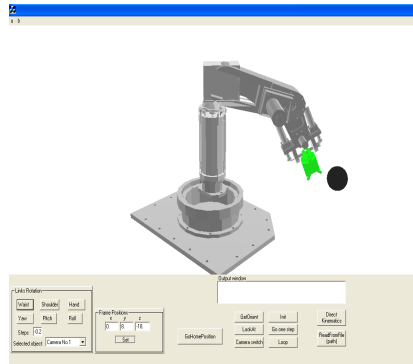 a b
Output window
Links Rotation
Waist Shoulder Hand
Yaw Pitch Roll
Steps -0.2
Selected object Camera No.1
Frame Positions
x y z
0 8 -18
Set
GoHomePosition
GetOrient Init
LookAt Go one step
Camera switch Loop
Direct Kinematics
ReadFromFile (path)